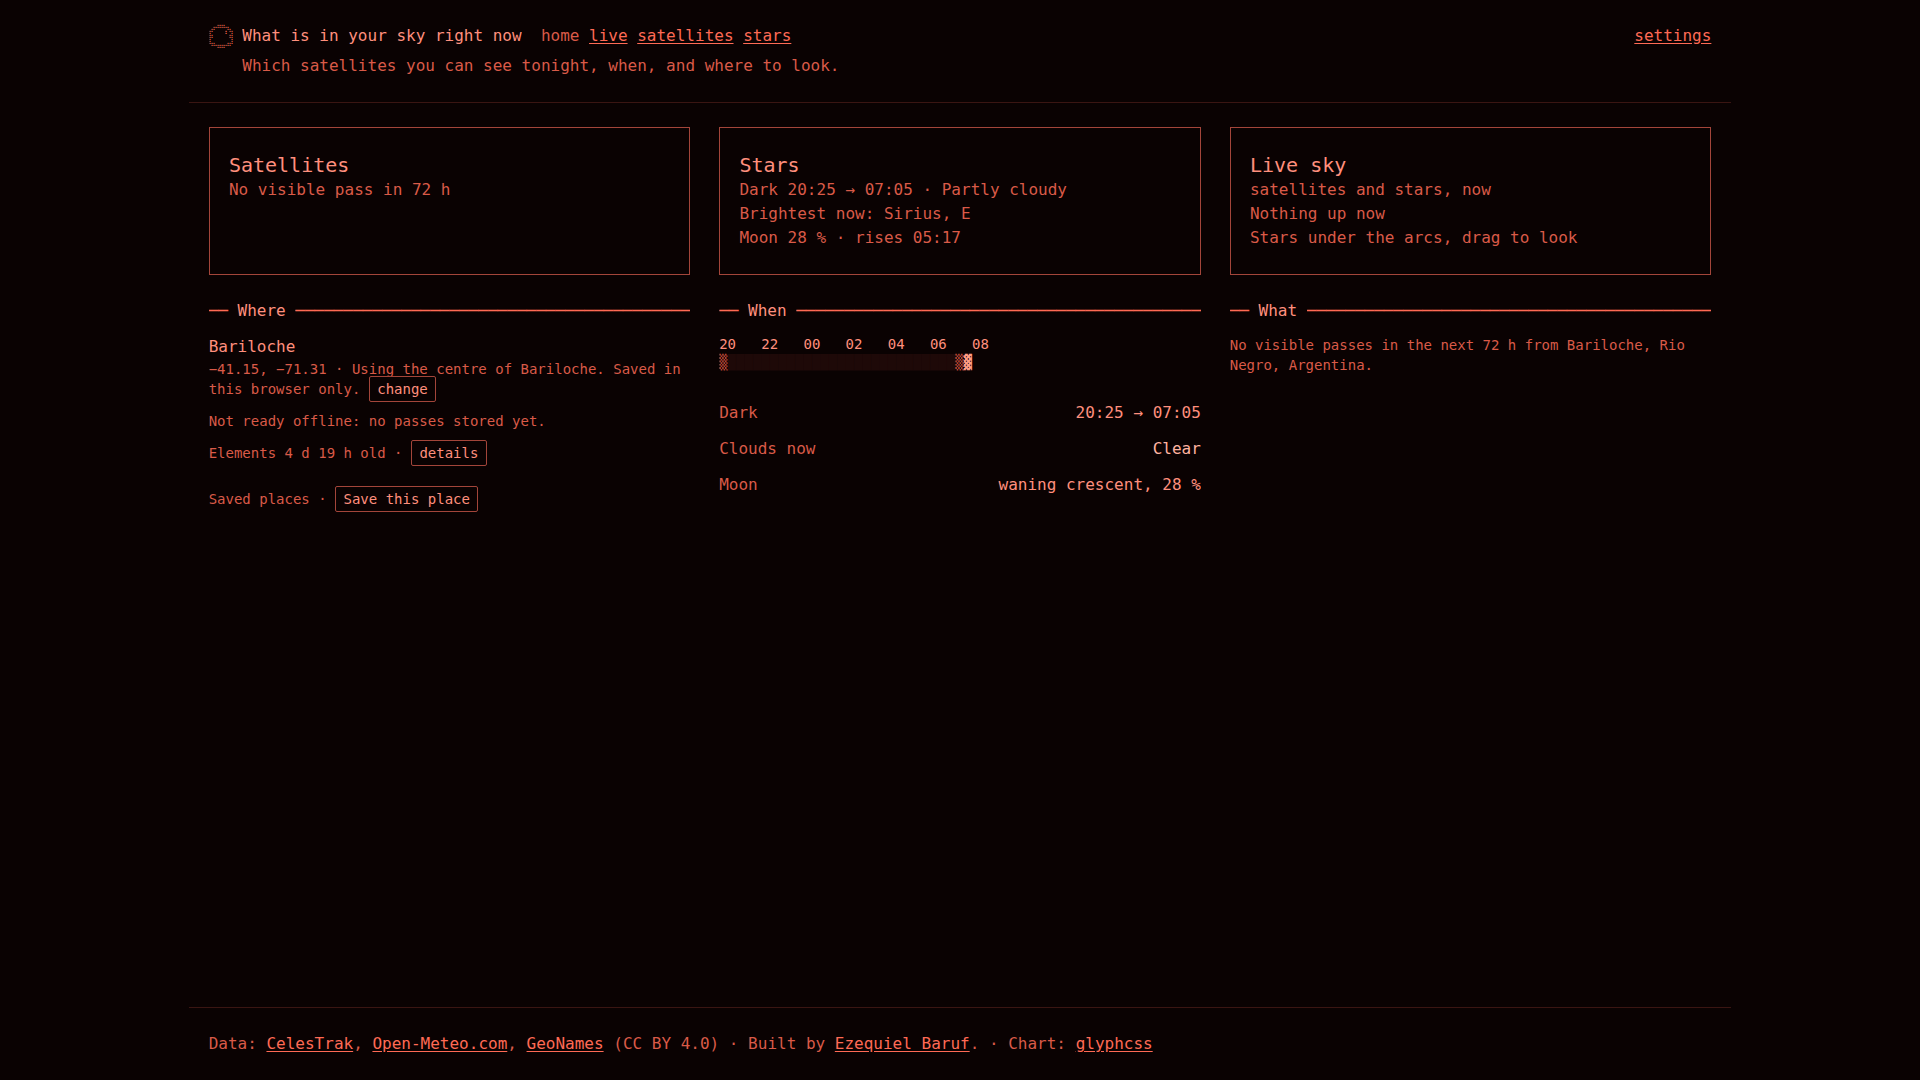 What is in your sky right now home live satellites stars settings
Which satellites you can see tonight, when, and where to look.
Satellites
No visible pass in 72 h
Stars
Dark 20:25 → 07:05 · Partly cloudy
Brightest now: Sirius, E
Moon 28 % · rises 05:17
Live sky
satellites and stars, now
Nothing up now
Stars under the arcs, drag to look
Where
Bariloche
−41.15, −71.31 · Using the centre of Bariloche. Saved in
this browser only. change
Not ready offline: no passes stored yet.
Elements 4 d 19 h old · details
Saved places · Save this place
When
20 22 00 02 04 06 08
Dark 20:25 → 07:05
Clouds now Clear
Moon waning crescent, 28 %
What
No visible passes in the next 72 h from Bariloche, Rio
Negro, Argentina.
Data: CelesTrak, Open-Meteo.com, GeoNames (CC BY 4.0) · Built by Ezequiel Baruf. · Chart: glyphcss